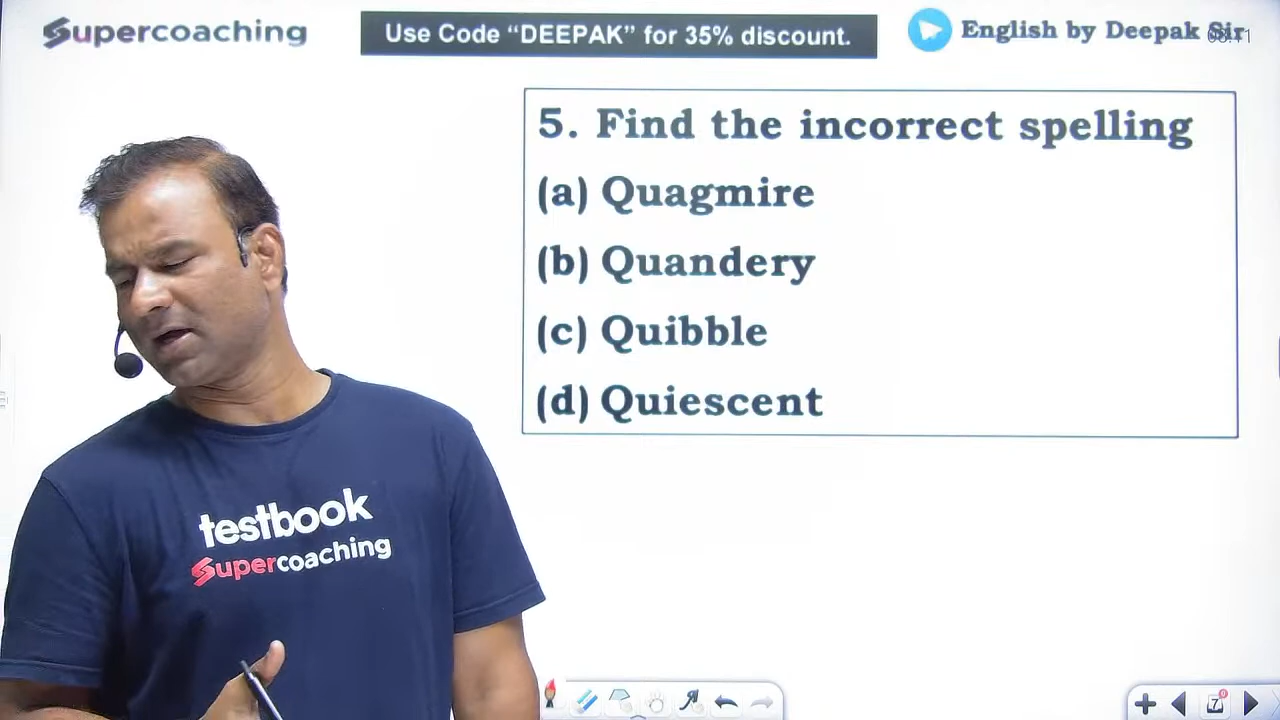 Supercoaching
Use Code “DEEPAK” for 35% discount.
English by Deepak Sir
5. Find the incorrect spelling
(a) Quagmire
(b) Quandery
(c) Quibble
(d) Quiescent
testbook
Supercoaching
7